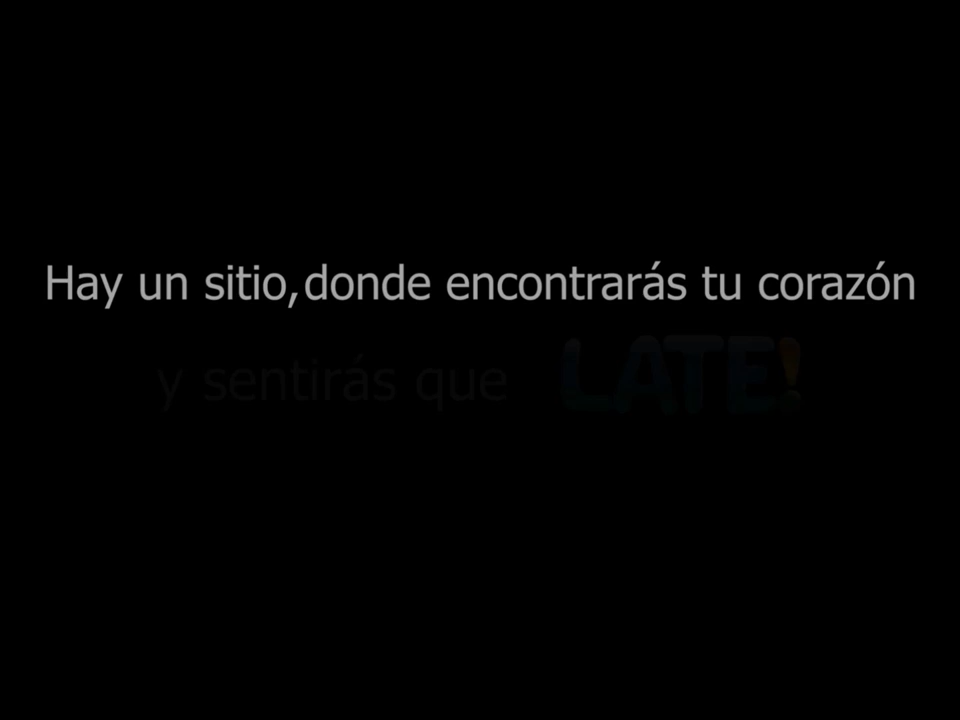 Hay un sitio, donde encontrarás tu corazón
y sentirás que LATE!